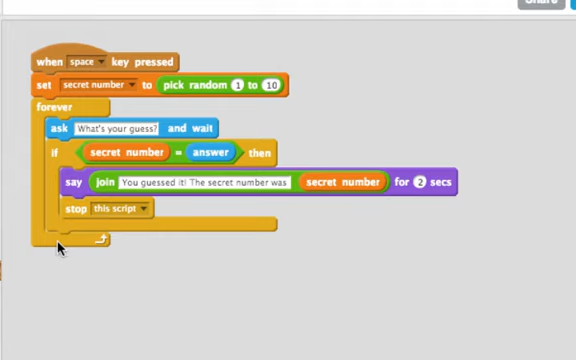 Share
when space key pressed
set secret number to pick random 1 to 10
forever
ask What's your guess? and wait
if secret number = answer then
say join You guessed it! The secret number was secret number for 2 secs
stop this script